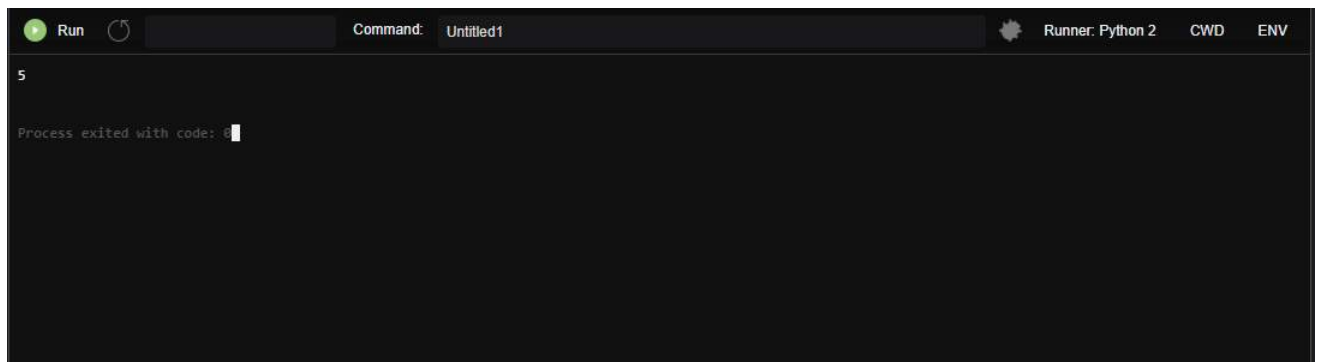 Run Command: Untitled1 Runner: Python 2 CWD ENV
5
Process exited with code: 0